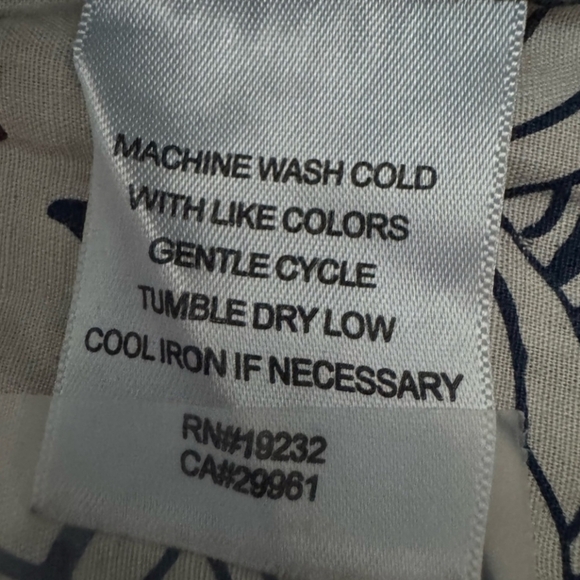 MACHINE WASH COLD
WITH LIKE COLORS
GENTLE CYCLE
TUMBLE DRY LOW
COOL IRON IF NECESSARY
RN#19232
CA#29961